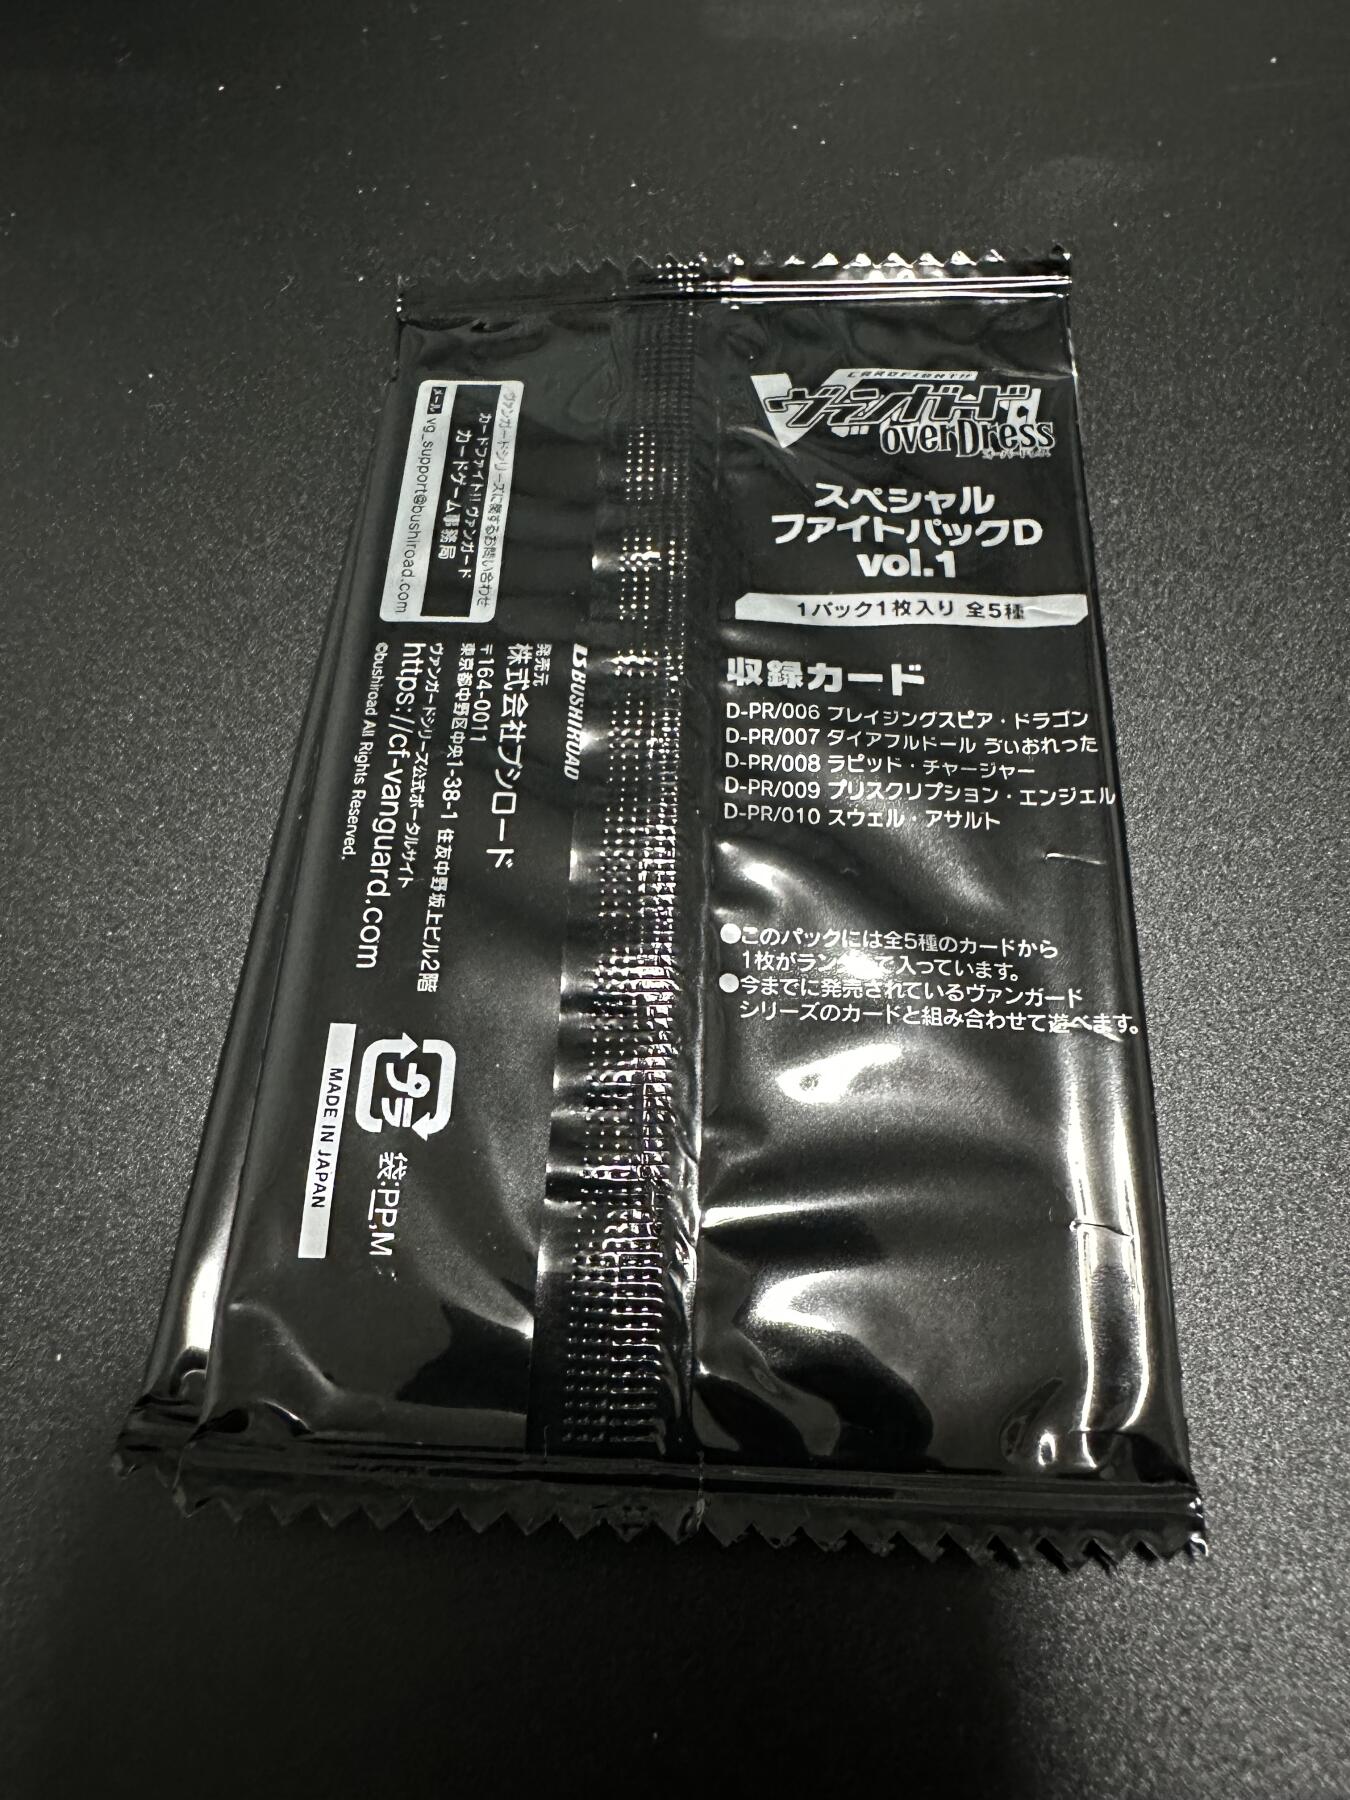 CARDFIGHT!!
ヴァンガード
overDress
オーバードレス
スペシャル
ファイトパックD
vol.1
1パック1枚入り 全5種
収録カード
D-PR/006 ブレイジングスピア・ドラゴン
D-PR/007 ダイアフルドール ゔぃおれった
D-PR/008 ラピッド・チャージャー
D-PR/009 プリスクリプション・エンジェル
D-PR/010 スウェル・アサルト
●このパックには全5種のカードから
1枚がランダムで入っています。
●今までに発売されているヴァンガード
シリーズのカードと組み合わせて遊べます。
ヴァンガードシリーズに関するお問い合わせ
カードファイト!! ヴァンガード
カードゲーム事務局
メール vg_support@bushiroad.com
BUSHIROAD
発売元
株式会社ブシロード
〒164-0011
東京都中野区中央1-38-1 住友中野坂上ビル2階
ヴァンガードシリーズ公式ポータルサイト
https://cf-vanguard.com
©bushiroad All Rights Reserved.
プラ
袋:PP,M
MADE IN JAPAN